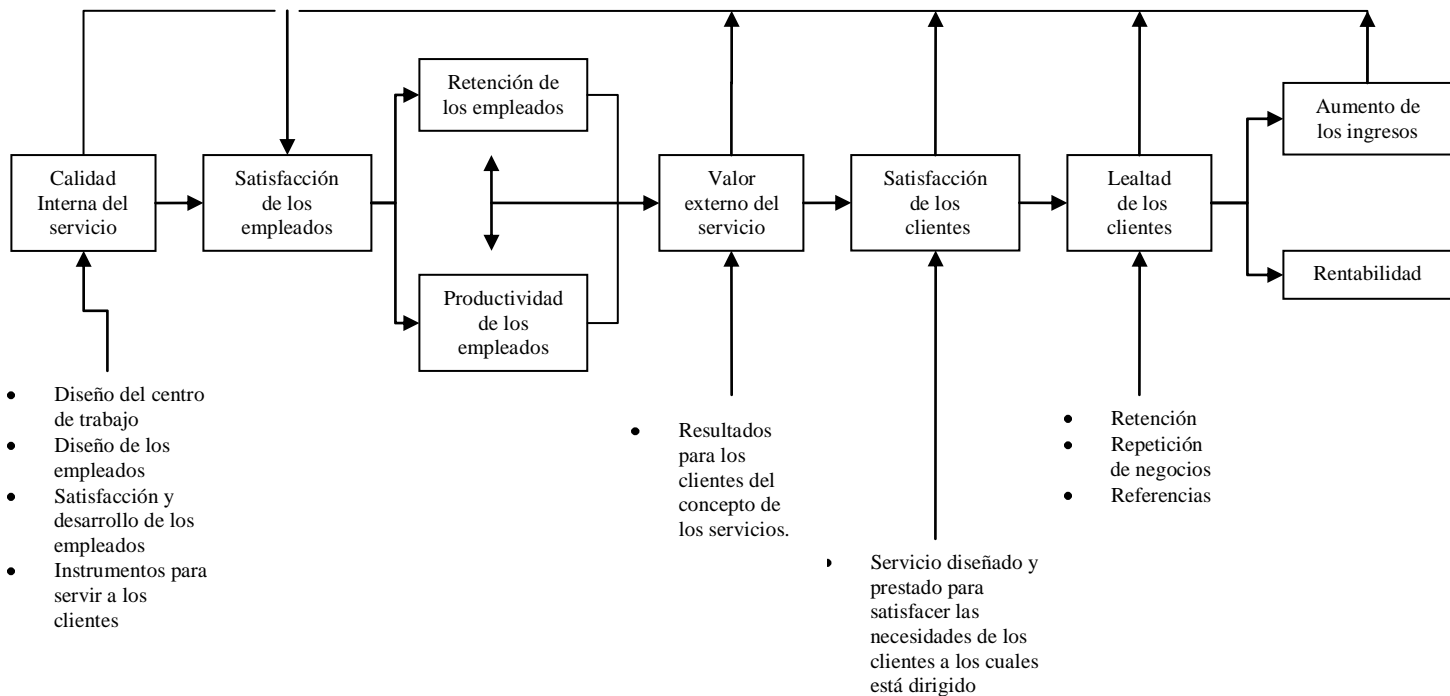 Calidad
Interna del
servicio
Satisfacción
de los
empleados
Retención de
los empleados
Productividad
de los
empleados
Valor
externo del
servicio
Satisfacción
de los
clientes
Lealtad
de los
clientes
Aumento de
los ingresos
Rentabilidad
• Diseño del centro
de trabajo
• Diseño de los
empleados
• Satisfacción y
desarrollo de los
empleados
• Instrumentos para
servir a los
clientes
• Resultados
para los
clientes del
concepto de
los servicios.
• Servicio diseñado y
prestado para
satisfacer las
necesidades de los
clientes a los cuales
está dirigido
• Retención
• Repetición
de negocios
• Referencias